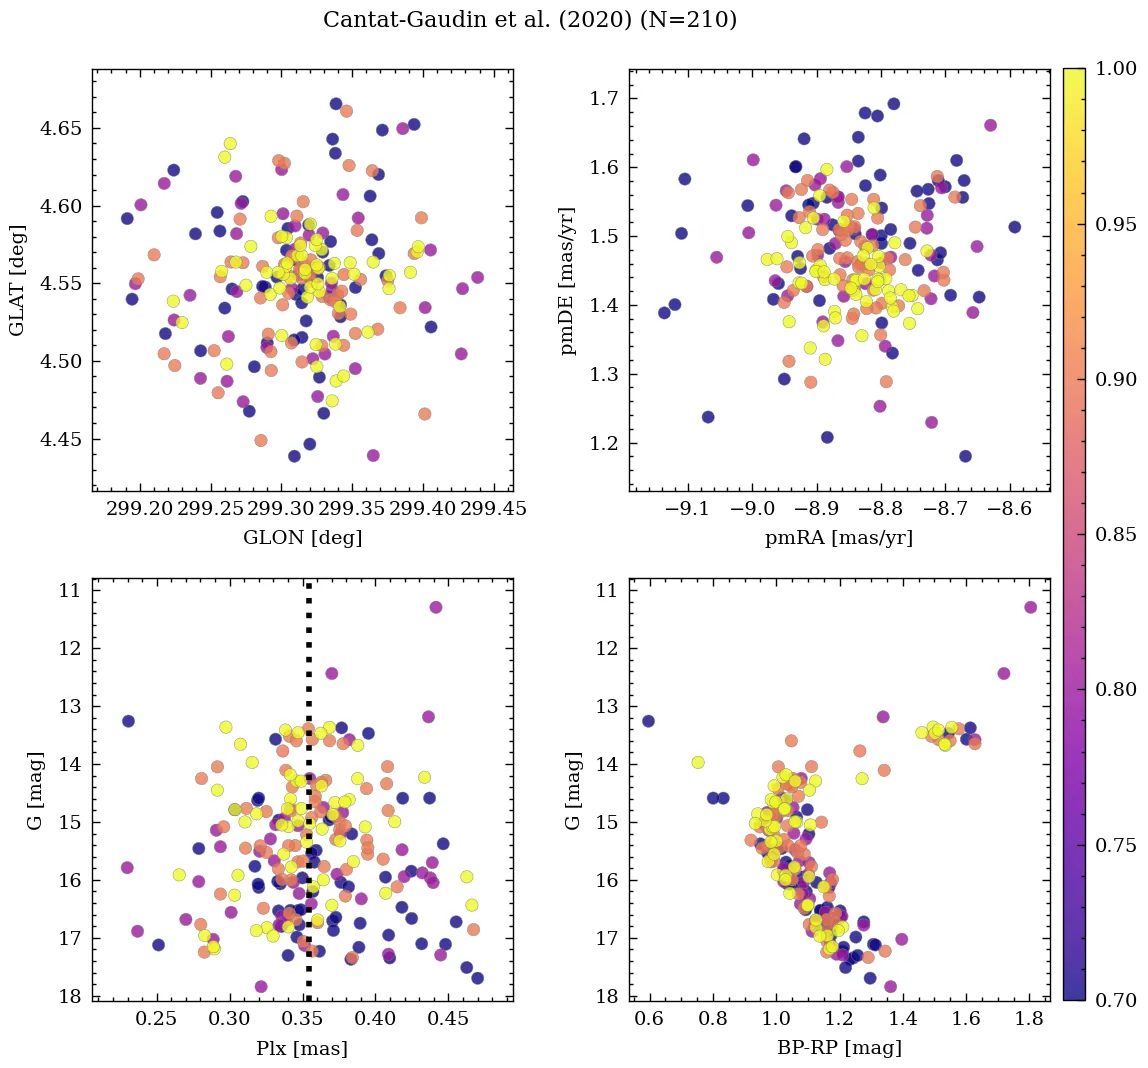 Cantat-Gaudin et al. (2020) (N=210)
GLAT [deg]
4.65
4.60
4.55
4.50
4.45
299.20 299.25 299.30 299.35 299.40 299.45
GLON [deg]
pmDE [mas/yr]
1.7
1.6
1.5
1.4
1.3
1.2
−9.1 −9.0 −8.9 −8.8 −8.7 −8.6
pmRA [mas/yr]
G [mag]
11
12
13
14
15
16
17
18
0.25 0.30 0.35 0.40 0.45
Plx [mas]
G [mag]
11
12
13
14
15
16
17
18
0.6 0.8 1.0 1.2 1.4 1.6 1.8
BP-RP [mag]
1.00
0.95
0.90
0.85
0.80
0.75
0.70